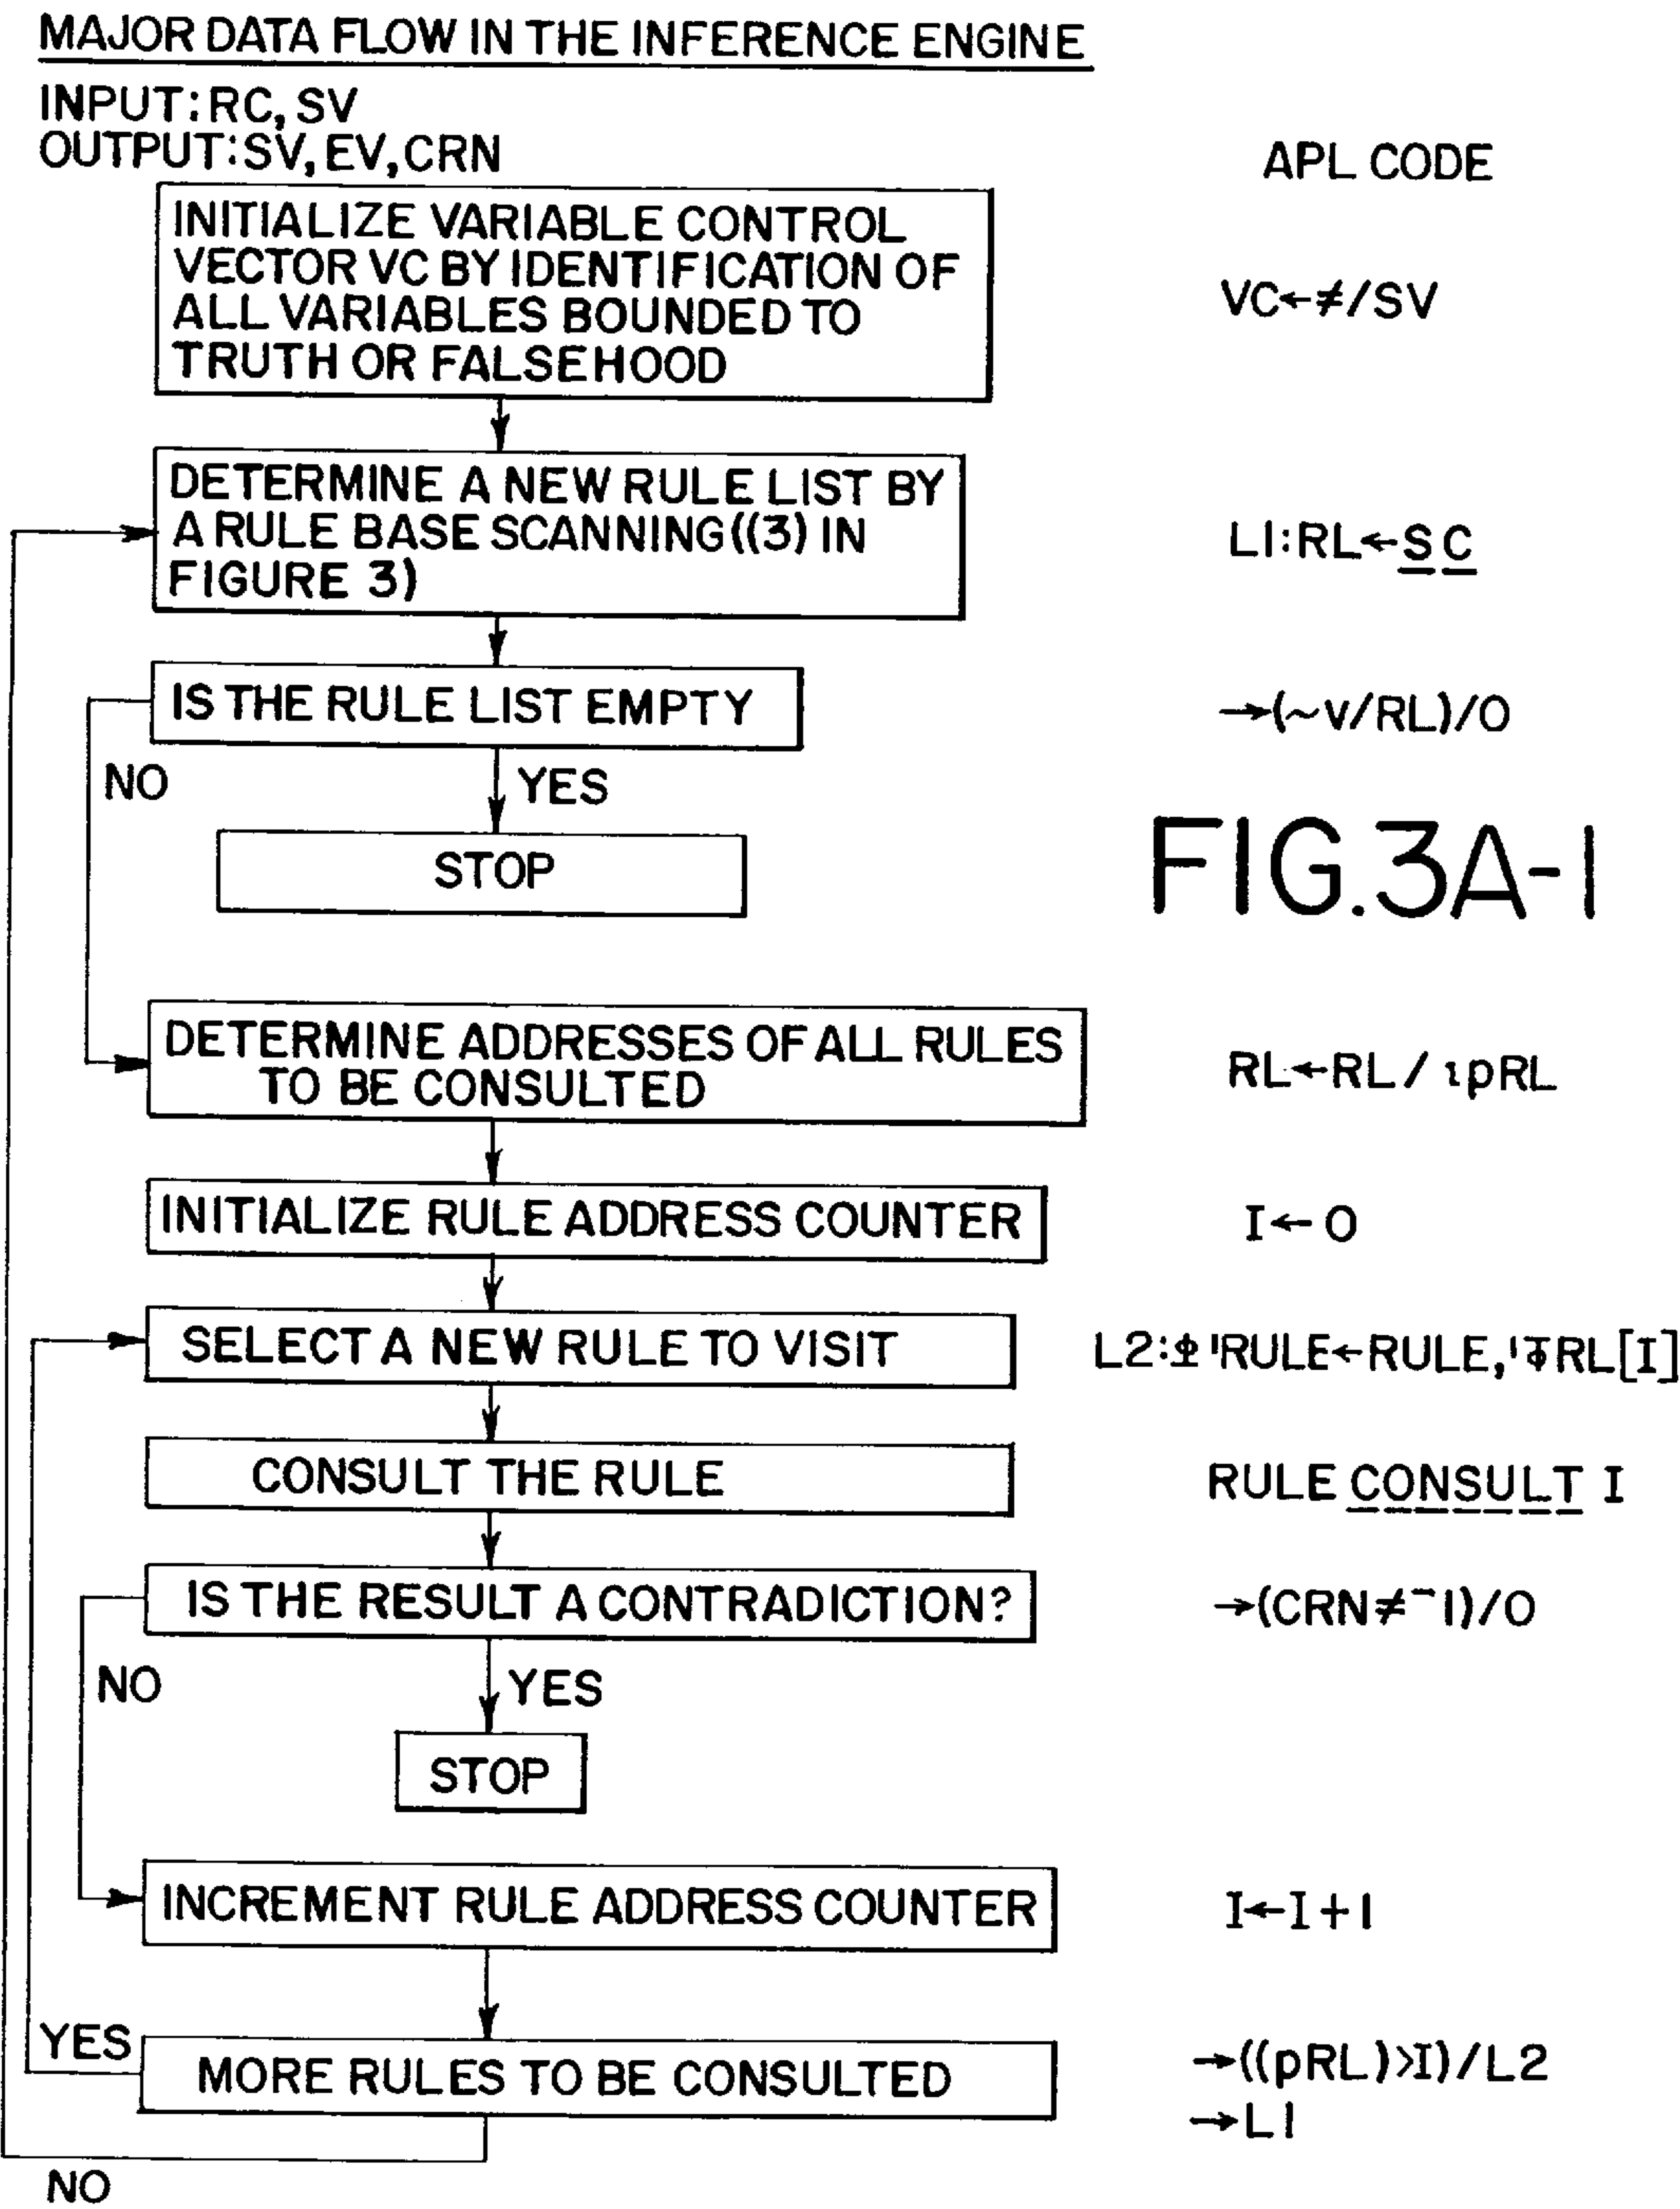 MAJOR DATA FLOW IN THE INFERENCE ENGINE
INPUT: RC, SV
OUTPUT: SV, EV, CRN
APL CODE
INITIALIZE VARIABLE CONTROL
VECTOR VC BY IDENTIFICATION OF
ALL VARIABLES BOUNDED TO
TRUTH OR FALSEHOOD
VC←≠/SV
DETERMINE A NEW RULE LIST BY
A RULE BASE SCANNING ((3) IN
FIGURE 3)
L1:RL←S C
IS THE RULE LIST EMPTY
→(~∨/RL)/0
NO
YES
STOP
FIG.3A-1
DETERMINE ADDRESSES OF ALL RULES
TO BE CONSULTED
RL←RL/⍳⍴RL
INITIALIZE RULE ADDRESS COUNTER
I←0
SELECT A NEW RULE TO VISIT
L2:⍎'RULE←RULE,'⍕RL[I]
CONSULT THE RULE
RULE CONSULT I
IS THE RESULT A CONTRADICTION?
→(CRN≠¯1)/0
NO
YES
STOP
INCREMENT RULE ADDRESS COUNTER
I←I+1
YES
MORE RULES TO BE CONSULTED
→((⍴RL)>I)/L2
→L1
NO